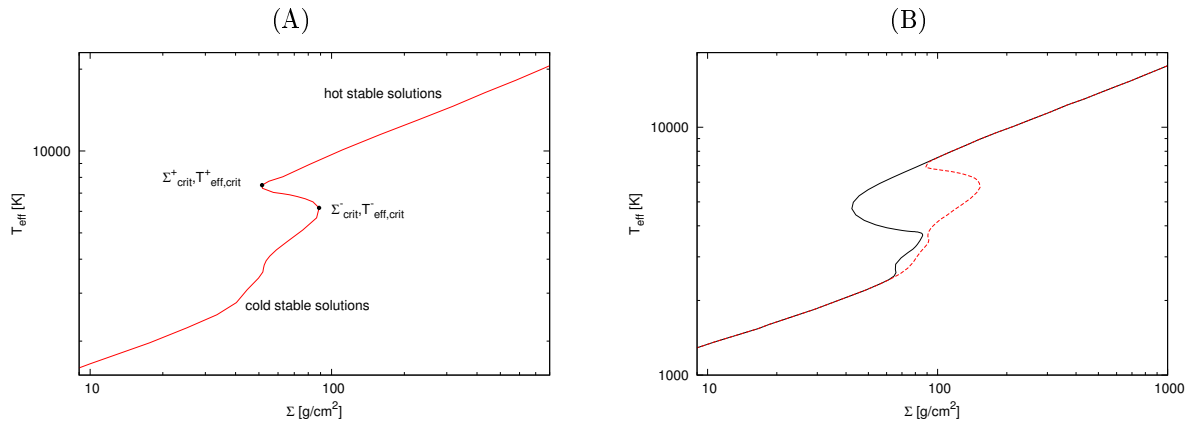 (A)
(B)
hot stable solutions
Σ⁺crit,T⁺eff,crit
Σ⁻crit,T⁻eff,crit
cold stable solutions
10000
10
100
Teff [K]
Σ [g/cm²]
10000
1000
10
100
1000
Teff [K]
Σ [g/cm²]